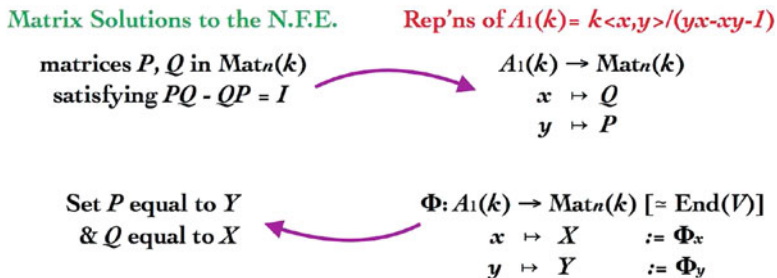 Matrix Solutions to the N.F.E.
Rep'ns of A1(k)= k<x,y>/(yx-xy-1)
matrices P, Q in Matn(k)
satisfying PQ - QP = I
A1(k) → Matn(k)
x ↦ Q
y ↦ P
Set P equal to Y
& Q equal to X
Φ: A1(k) → Matn(k) [≃ End(V)]
x ↦ X := Φx
y ↦ Y := Φy